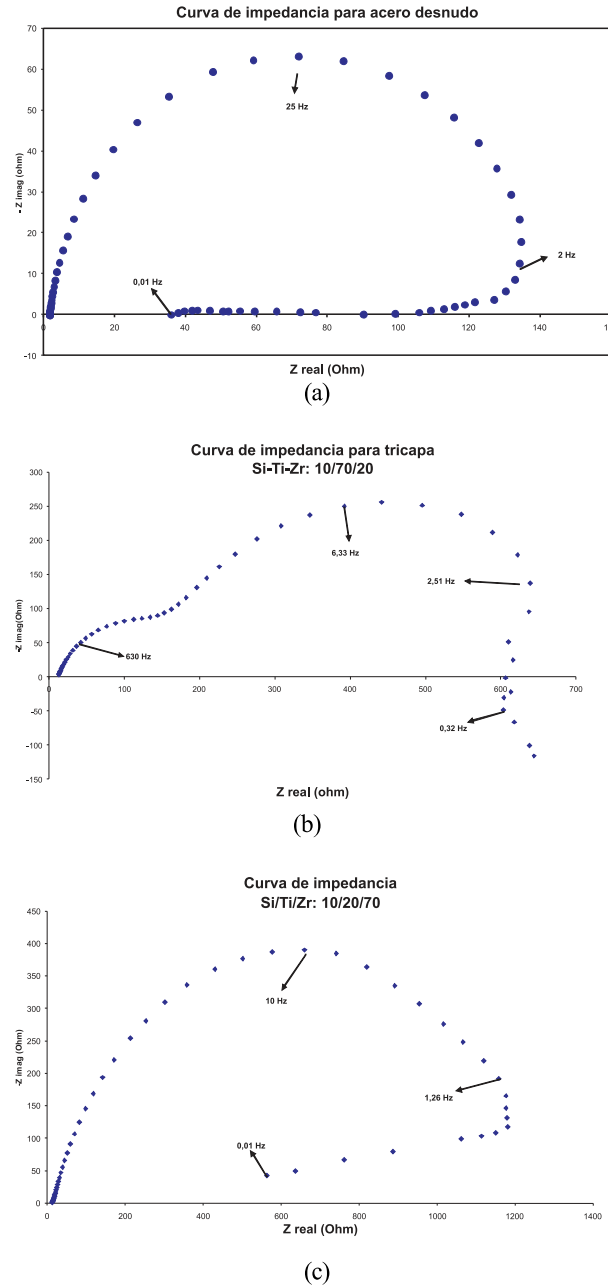 Curva de impedancia para acero desnudo
70
60
50
40
30
20
10
0
-10
- Z imag (ohm)
25 Hz
2 Hz
0,01 Hz
0 20 40 60 80 100 120 140
Z real (Ohm)
(a)
Curva de impedancia para tricapa
Si-Ti-Zr: 10/70/20
300
250
200
150
100
50
0
-50
-100
-150
-Z imag(Ohm)
6,33 Hz
2,51 Hz
630 Hz
0,32 Hz
0 100 200 300 400 500 600 700
Z real (ohm)
(b)
Curva de impedancia
Si/Ti/Zr: 10/20/70
450
400
350
300
250
200
150
100
50
0
-Z imag (Ohm)
10 Hz
1,26 Hz
0,01 Hz
0 200 400 600 800 1000 1200 1400
Z real (Ohm)
(c)